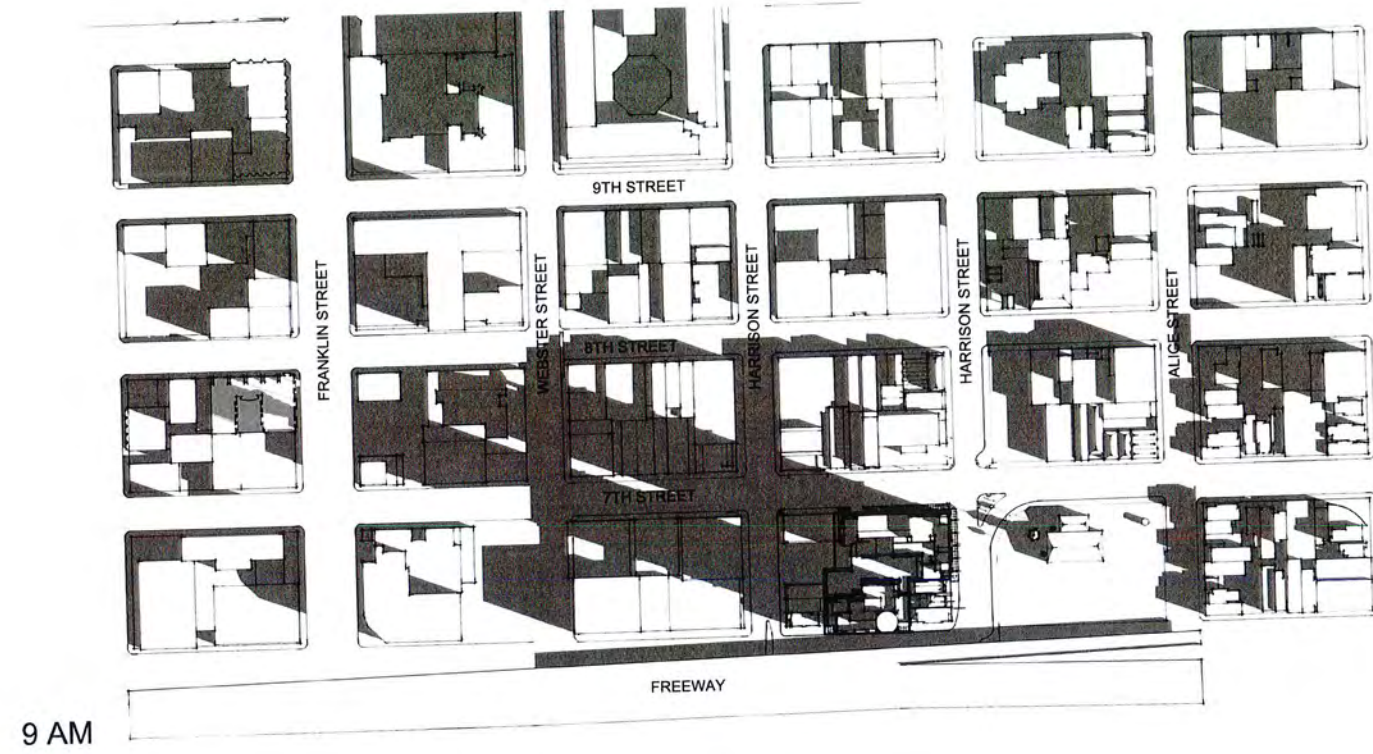 9TH STREET
FRANKLIN STREET
WEBSTER STREET
HARRISON STREET
HARRISON STREET
ALICE STREET
8TH STREET
7TH STREET
FREEWAY
9 AM